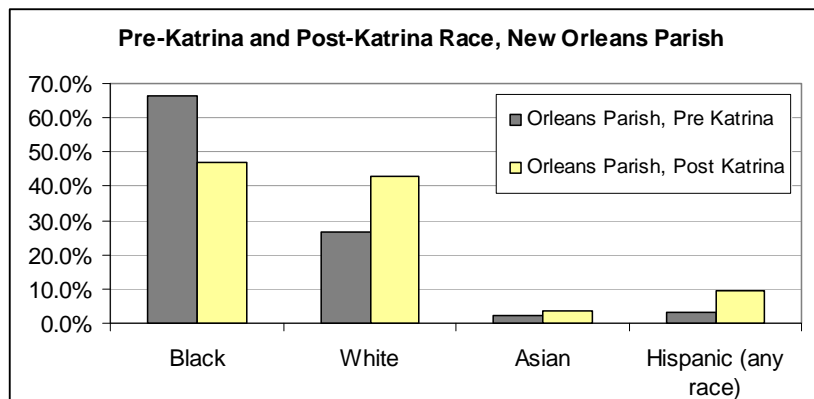 Pre-Katrina and Post-Katrina Race, New Orleans Parish
70.0%
60.0%
50.0%
40.0%
30.0%
20.0%
10.0%
0.0%
Orleans Parish, Pre Katrina
Orleans Parish, Post Katrina
Black
White
Asian
Hispanic (any
race)